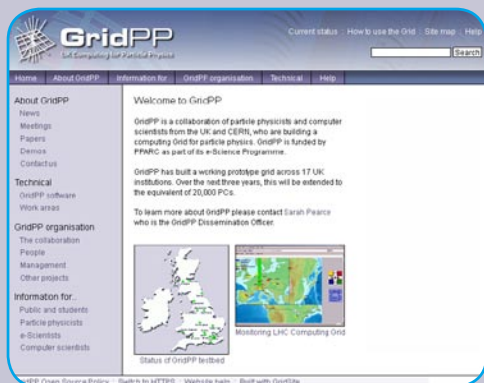 GridPP
UK Computing for Particle Physics
Current status | How to use the Grid | Site map | Help
Search
Home
About GridPP
Information for
GridPP organisation
Technical
Help
About GridPP
News
Meetings
Papers
Demos
Contact us
Technical
GridPP software
Work areas
GridPP organisation
The collaboration
People
Management
Other projects
Information for..
Public and students
Particle physicists
e-Scientists
Computer scientists
Welcome to GridPP
GridPP is a collaboration of particle physicists and computer
scientists from the UK and CERN, who are building a
computing Grid for particle physics. GridPP is funded by
PPARC as part of its e-Science Programme.
GridPP has built a working prototype grid across 17 UK
institutions. Over the next three years, this will be extended to
the equivalent of 20,000 PCs.
To learn more about GridPP please contact Sarah Pearce
who is the GridPP Dissemination Officer.
Status of GridPP testbed
Monitoring LHC Computing Grid
GridPP Open Source Policy | Switch to HTTPS | Website help | Built with GridSite